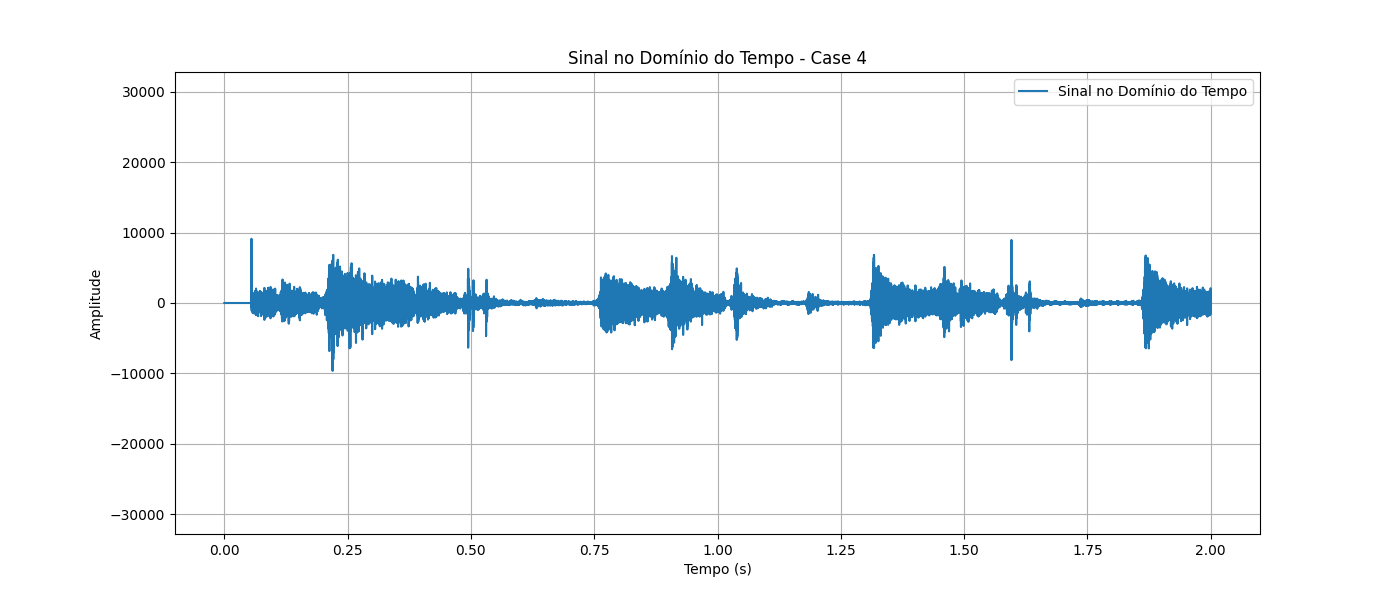 Sinal no Domínio do Tempo - Case 4
Sinal no Domínio do Tempo
30000
20000
10000
0
−10000
−20000
−30000
Amplitude
0.00 0.25 0.50 0.75 1.00 1.25 1.50 1.75 2.00
Tempo (s)